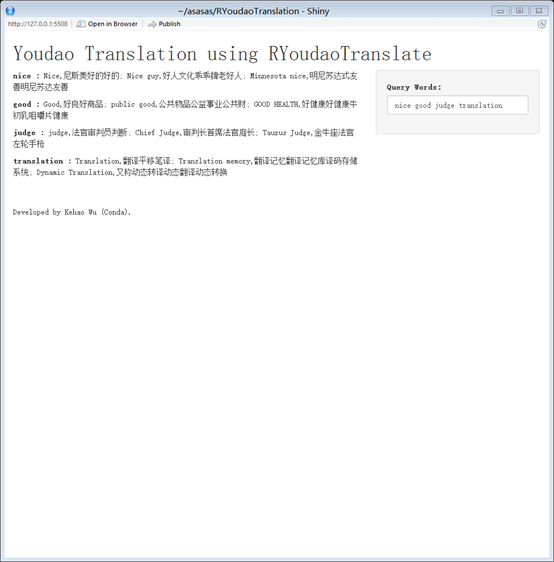 ~/asasas/RYoudaoTranslation - Shiny
http://127.0.0.1:5508 Open in Browser Publish
Youdao Translation using RYoudaoTranslate
nice : Nice,尼斯美好的好的; Nice guy,好人文化乖乖牌老好人; Minnesota nice,明尼苏达式友
善明尼苏达友善
good : Good,好良好商品; public good,公共物品公益事业公共财; GOOD HEALTH,好健康好健康牛
初乳咀嚼片健康
judge : judge,法官审判员判断; Chief Judge,审判长首席法官庭长; Taurus Judge,金牛座法官
左轮手枪
translation : Translation,翻译平移笔译; Translation memory,翻译记忆翻译记忆库译码存储
系统; Dynamic Translation,又称动态转译动态翻译动态转换
Developed by Kehao Wu (Conda).
Query Words:
nice good judge translation